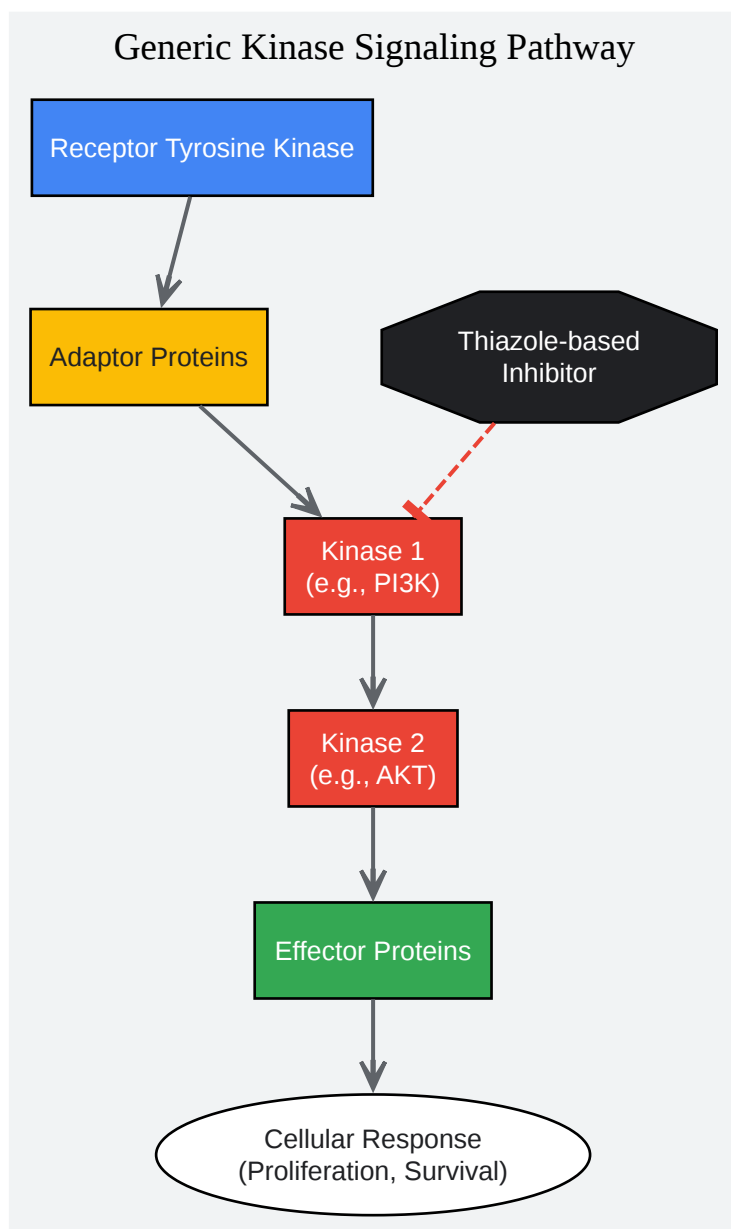 Generic Kinase Signaling Pathway
Receptor Tyrosine Kinase
Adaptor Proteins
Thiazole-based
Inhibitor
Kinase 1
(e.g., PI3K)
Kinase 2
(e.g., AKT)
Effector Proteins
Cellular Response
(Proliferation, Survival)